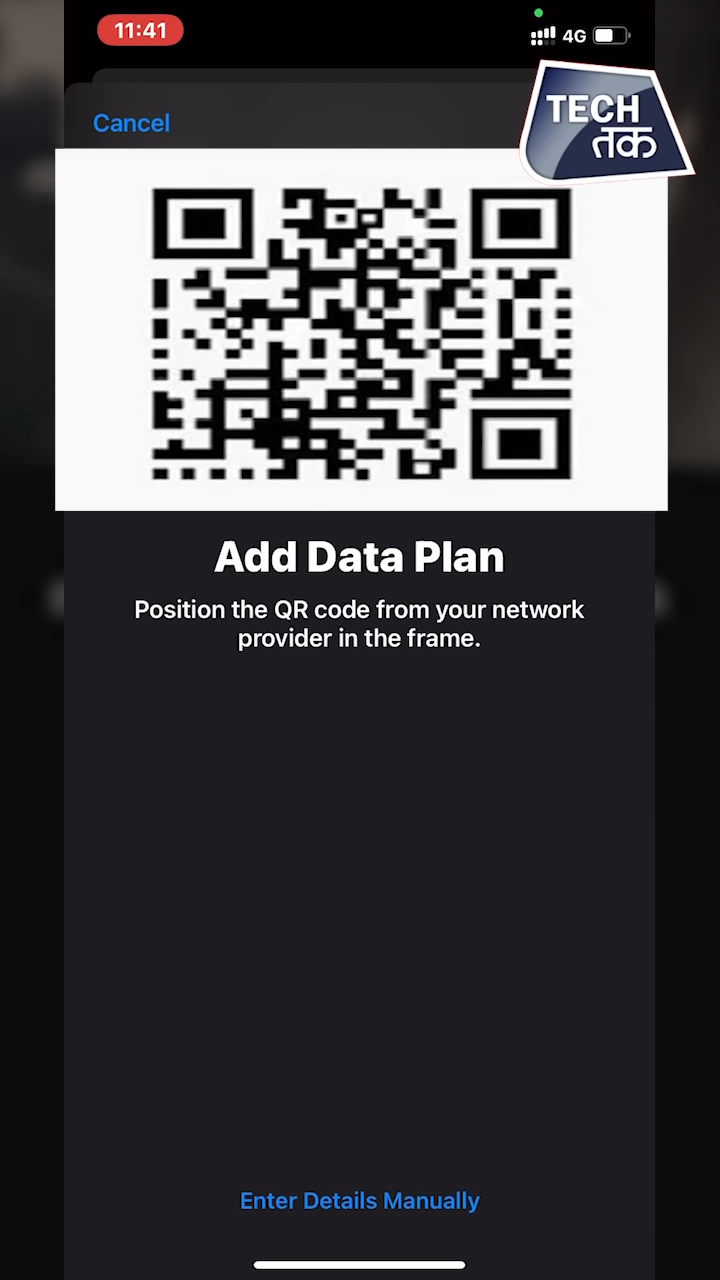 11:41
4G
TECH
तक
Cancel
Add Data Plan
Position the QR code from your network
provider in the frame.
Enter Details Manually